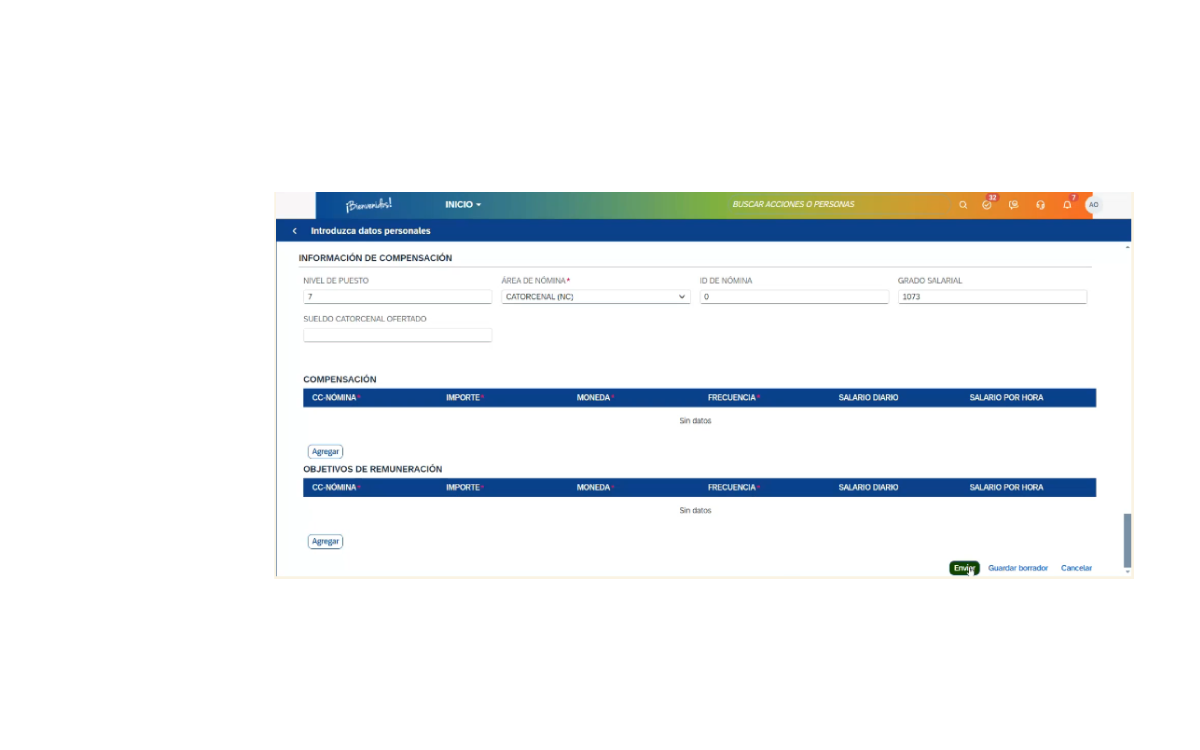 ¡Bienvenidos! INICIO BUSCAR ACCIONES O PERSONAS 32 7 AC
Introduzca datos personales
INFORMACIÓN DE COMPENSACIÓN
NIVEL DE PUESTO ÁREA DE NÓMINA* ID DE NÓMINA GRADO SALARIAL
7 CATORCENAL (NC) 0 1073
SUELDO CATORCENAL OFERTADO
COMPENSACIÓN
CC-NÓMINA* IMPORTE* MONEDA* FRECUENCIA* SALARIO DIARIO SALARIO POR HORA
Sin datos
Agregar
OBJETIVOS DE REMUNERACIÓN
CC-NÓMINA* IMPORTE* MONEDA* FRECUENCIA* SALARIO DIARIO SALARIO POR HORA
Sin datos
Agregar
Enviar Guardar borrador Cancelar